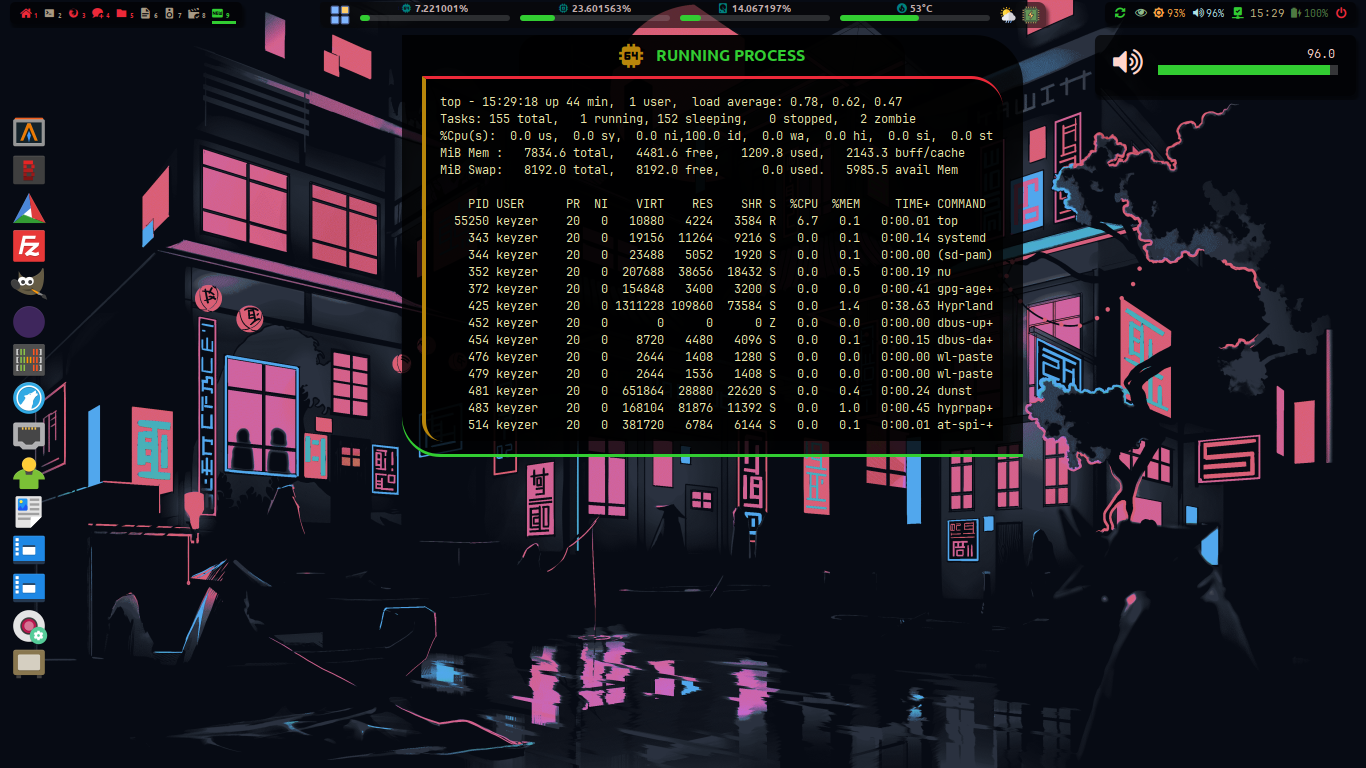 1 2 3 4 5 6 7 8 9
7.221001% 23.601563% 14.067197% 53°C
93% 96% 15:29 100%
96.0
64 RUNNING PROCESS
top - 15:29:18 up 44 min,  1 user,  load average: 0.78, 0.62, 0.47
Tasks: 155 total,   1 running, 152 sleeping,   0 stopped,   2 zombie
%Cpu(s):  0.0 us,  0.0 sy,  0.0 ni,100.0 id,  0.0 wa,  0.0 hi,  0.0 si,  0.0 st
MiB Mem :   7834.6 total,   4481.6 free,   1209.8 used,   2143.3 buff/cache
MiB Swap:   8192.0 total,   8192.0 free,      0.0 used.   5985.5 avail Mem
PID USER      PR  NI    VIRT    RES    SHR S  %CPU  %MEM     TIME+ COMMAND
55250 keyzer    20   0   10880   4224   3584 R   6.7   0.1   0:00.01 top
343 keyzer    20   0   19156  11264   9216 S   0.0   0.1   0:00.14 systemd
344 keyzer    20   0   23488   5052   1920 S   0.0   0.1   0:00.00 (sd-pam)
352 keyzer    20   0  207688  38656  18432 S   0.0   0.5   0:00.19 nu
372 keyzer    20   0  154848   3400   3200 S   0.0   0.0   0:00.41 gpg-age+
425 keyzer    20   0 1311228 109860  73584 S   0.0   1.4   0:38.63 Hyprland
452 keyzer    20   0       0      0      0 Z   0.0   0.0   0:00.00 dbus-up+
454 keyzer    20   0    8720   4480   4096 S   0.0   0.1   0:00.15 dbus-da+
476 keyzer    20   0    2644   1408   1280 S   0.0   0.0   0:00.00 wl-paste
479 keyzer    20   0    2644   1536   1408 S   0.0   0.0   0:00.00 wl-paste
481 keyzer    20   0  651864  28880  22620 S   0.0   0.4   0:00.24 dunst
483 keyzer    20   0  168104  81876  11392 S   0.0   1.0   0:00.45 hyprpap+
514 keyzer    20   0  381720   6784   6144 S   0.0   0.1   0:00.01 at-spi-+
Fz